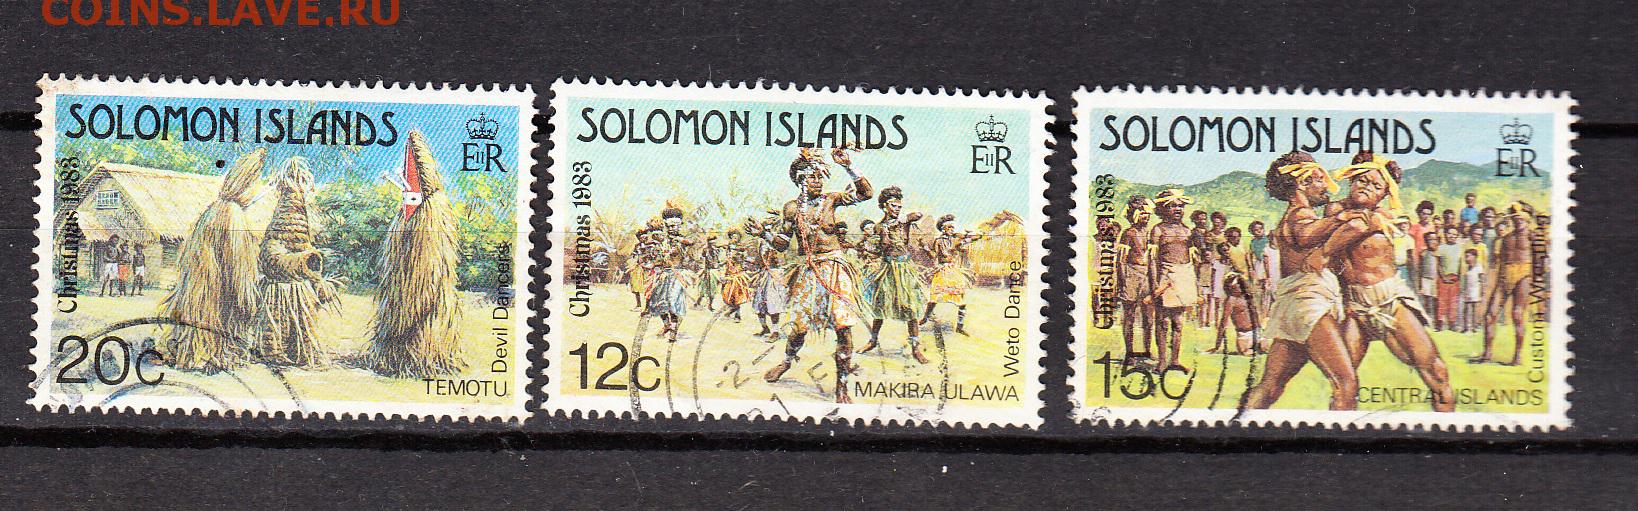 COINS.LAVE.RU
SOLOMON ISLANDS
EIIR
Christmas 1983
20c
Devil Dancers
TEMOTU
SOLOMON ISLANDS
EIIR
Christmas 1983
12c
Weto Dance
MAKIRA ULAWA
SOLOMON ISLANDS
EIIR
Christmas 1983
15c
Custom Wrestling
CENTRAL ISLANDS